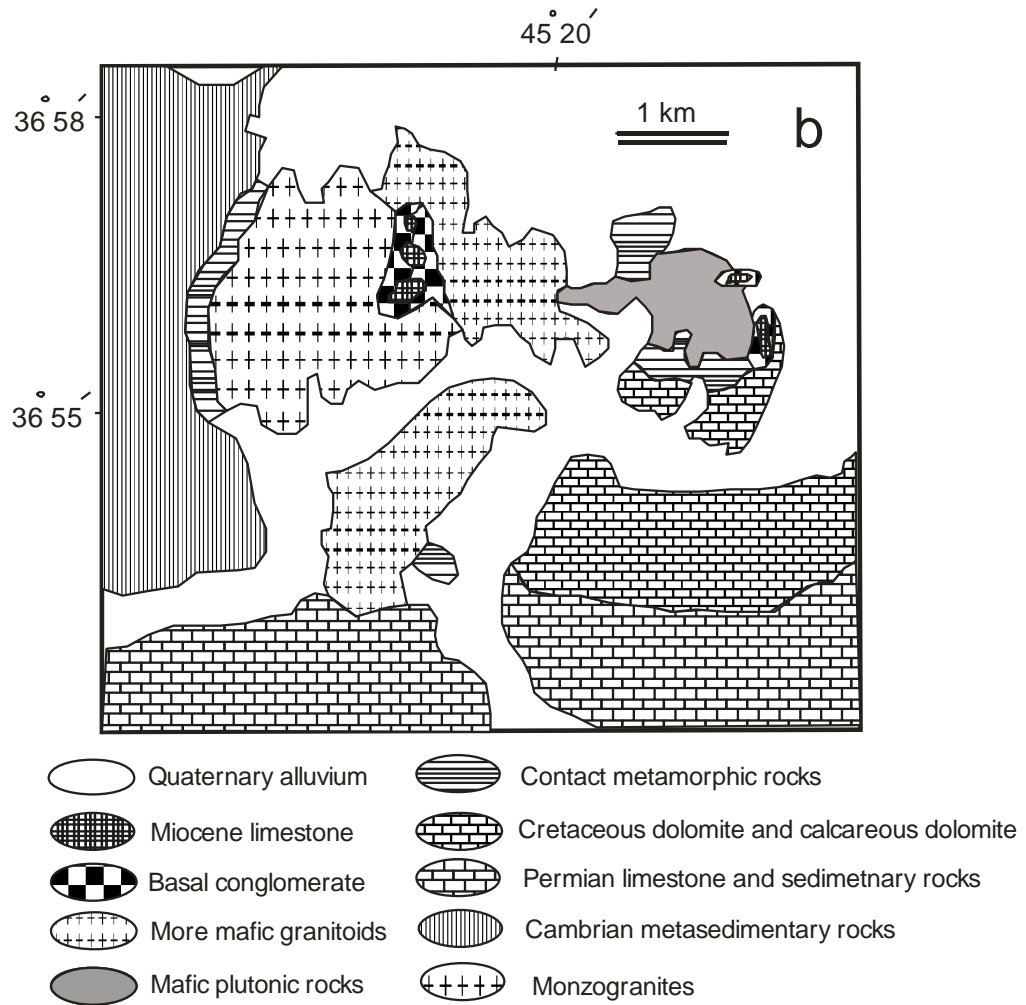 45°20′
36°58′
1 km
b
36°55′
Quaternary alluvium
Contact metamorphic rocks
Miocene limestone
Cretaceous dolomite and calcareous dolomite
Basal conglomerate
Permian limestone and sedimetnary rocks
More mafic granitoids
Cambrian metasedimentary rocks
Mafic plutonic rocks
Monzogranites